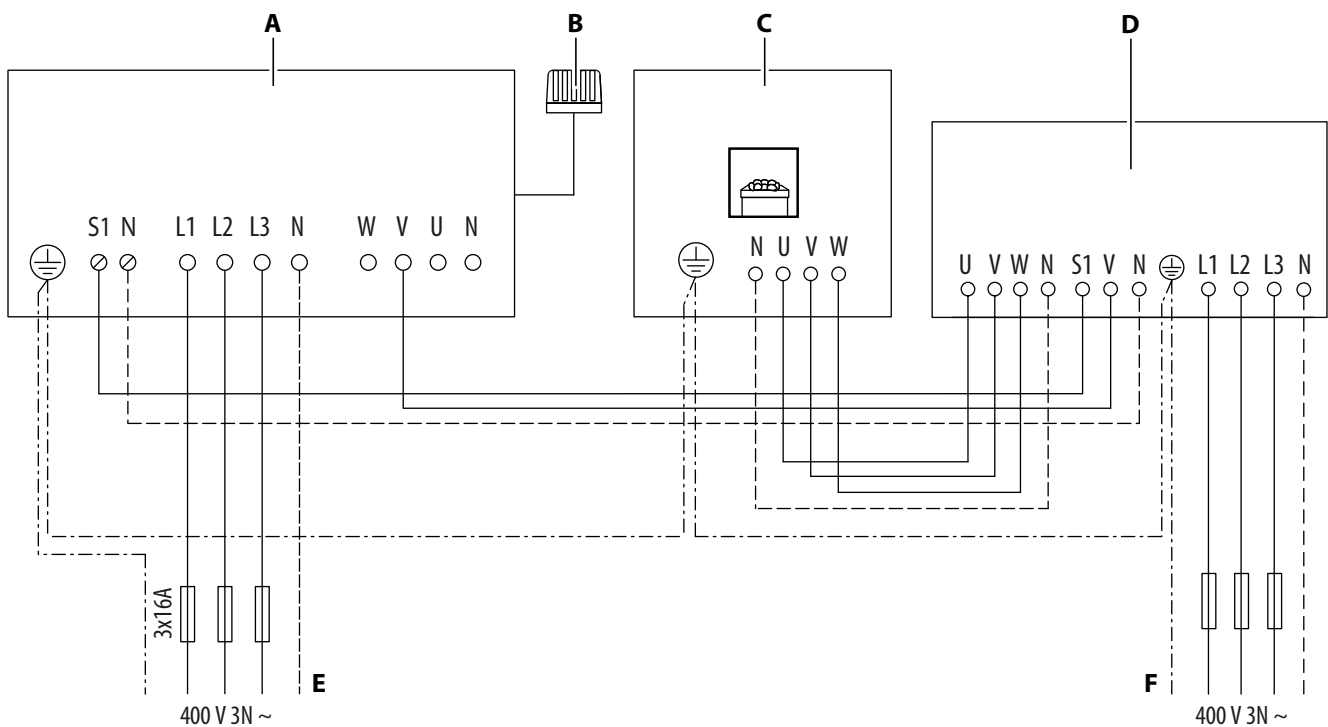 A
B
C
D
S1 N L1 L2 L3 N W V U N
N U V W
U V W N S1 V N L1 L2 L3 N
3x16A
E
F
400 V 3N ~
400 V 3N ~